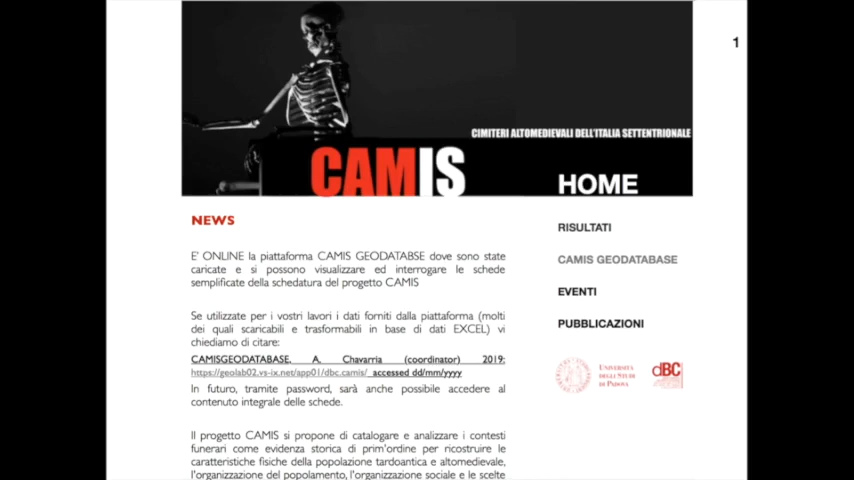 1
CIMITERI ALTOMEDIEVALI DELL'ITALIA SETTENTRIONALE
CAMIS
HOME
NEWS
E' ONLINE la piattaforma CAMIS GEODATABSE dove sono state
caricate e si possono visualizzare ed interrogare le schede
semplificate della schedatura del progetto CAMIS
Se utilizzate per i vostri lavori i dati forniti dalla piattaforma (molti
dei quali scaricabili e trasformabili in base di dati EXCEL) vi
chiediamo di citare:
CAMISGEODATABASE, A. Chavarria (coordinator) 2019:
https://geolab02.vs-ix.net/app01/dbc.camis/ accessed dd/mm/yyyy
In futuro, tramite password, sarà anche possibile accedere al
contenuto integrale delle schede.
Il progetto CAMIS si propone di catalogare e analizzare i contesti
funerari come evidenza storica di prim'ordine per ricostruire le
caratteristiche fisiche della popolazione tardoantica e altomedievale,
l'organizzazione del popolamento, l'organizzazione sociale e le scelte
RISULTATI
CAMIS GEODATABASE
EVENTI
PUBBLICAZIONI
UNIVERSITÀ
DEGLI STUDI
DI PADOVA
dBC